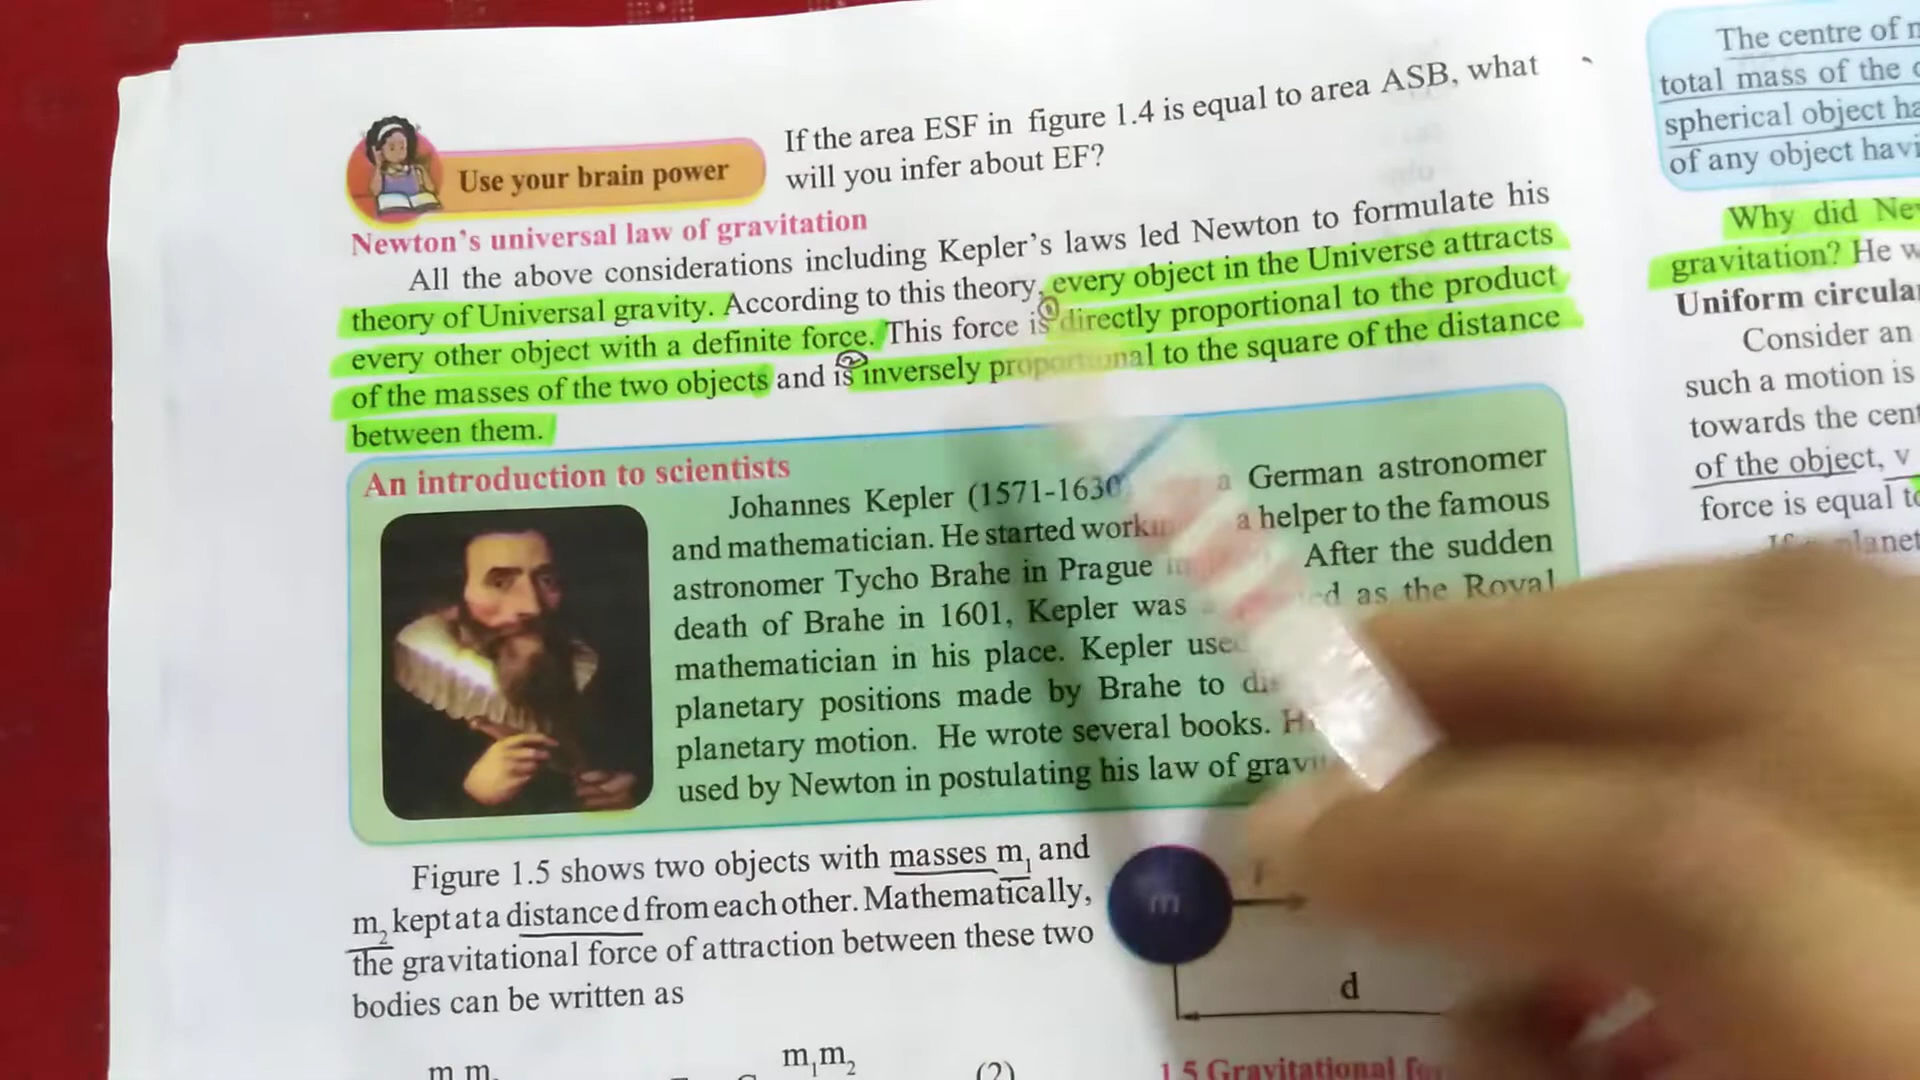 If the area ESF in figure 1.4 is equal to area ASB, what
will you infer about EF?
Use your brain power
Newton's universal law of gravitation
All the above considerations including Kepler's laws led Newton to formulate his
theory of Universal gravity. According to this theory, every object in the Universe attracts
every other object with a definite force. This force is directly proportional to the product
of the masses of the two objects and is inversely proportional to the square of the distance
between them.
1
2
An introduction to scientists
Johannes Kepler (1571-1630 a German astronomer
and mathematician. He started a helper to the famous
astronomer Tycho Brahe in Prague After the sudden
death of Brahe in 1601, Kepler was as the Royal
mathematician in his place. Kepler
planetary positions made by Brahe to
planetary motion. He wrote several books.
used by Newton in postulating his law of
Figure 1.5 shows two objects with masses m₁ and
m₂ kept at a distance d from each other. Mathematically,
the gravitational force of attraction between these two
bodies can be written as
m₁m₂
(2)
m
F
d
1.5 Gravitational
The centre of
total mass of the
spherical object
of any object
Why did
gravitation? He
Uniform
Consider an
such a motion is
towards the
of the object, v
force is equal